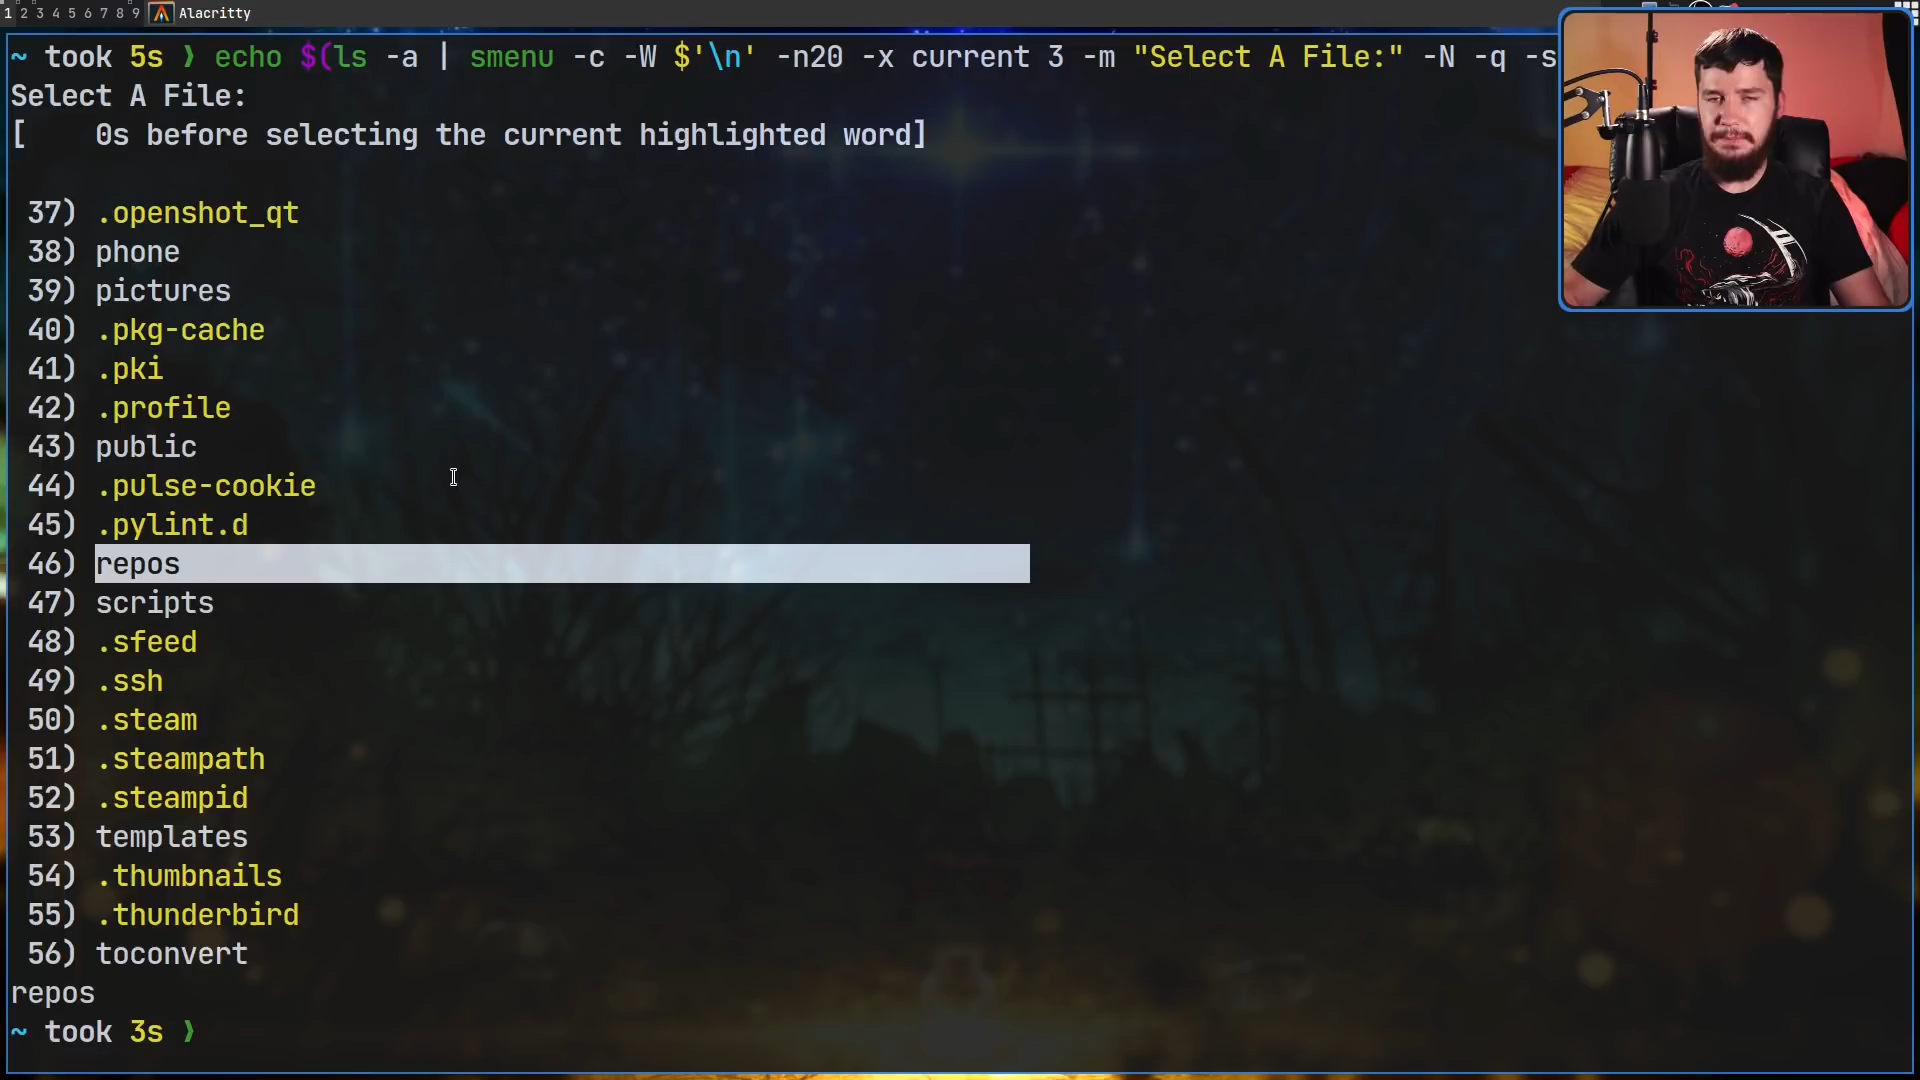 1 2 3 4 5 6 7 8 9 Alacritty
~ took 5s ❯ echo $(ls -a | smenu -c -W $'\n' -n20 -x current 3 -m "Select A File:" -N -q -s
Select A File:
[    0s before selecting the current highlighted word]
37) .openshot_qt
38) phone
39) pictures
40) .pkg-cache
41) .pki
42) .profile
43) public
44) .pulse-cookie
45) .pylint.d
46) repos
47) scripts
48) .sfeed
49) .ssh
50) .steam
51) .steampath
52) .steampid
53) templates
54) .thumbnails
55) .thunderbird
56) toconvert
repos
~ took 3s ❯